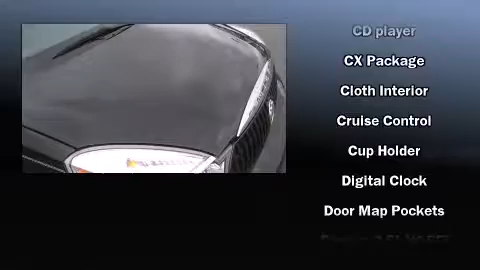 CD player
CX Package
Cloth Interior
Cruise Control
Cup Holder
Digital Clock
Door Map Pockets